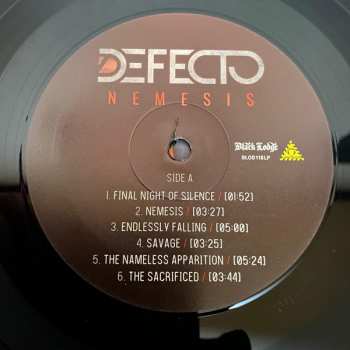 DEFECTO
NEMESIS
Black Lodge
BLOD118LP
SIDE A
1. FINAL NIGHT OF SILENCE / [01:52]
2. NEMESIS / [03:27]
3. ENDLESSLY FALLING / [05:00]
4. SAVAGE / [03:25]
5. THE NAMELESS APPARITION / [05:24]
6. THE SACRIFICED / [03:44]